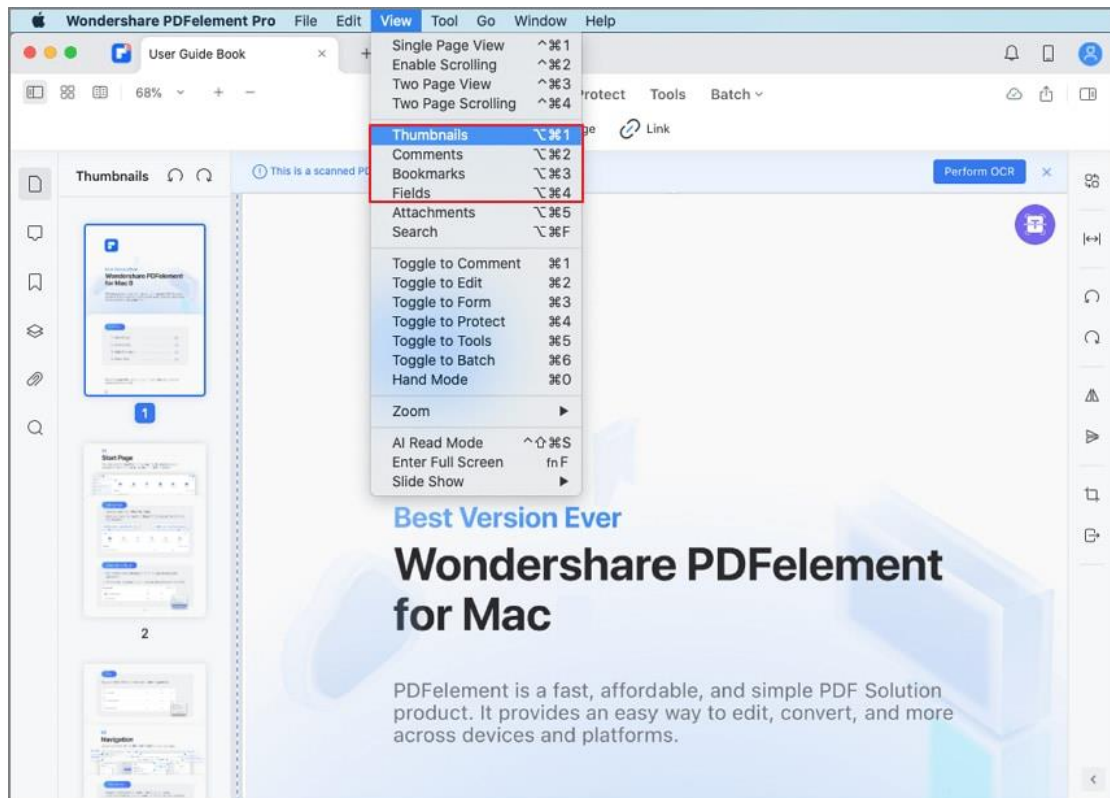 Wondershare PDFelement Pro File Edit View Tool Go Window Help
User Guide Book × +
68% + − Protect Tools Batch
Link
Thumbnails
This is a scanned PD
Perform OCR ×
Single Page View ^⌘1
Enable Scrolling ^⌘2
Two Page View ^⌘3
Two Page Scrolling ^⌘4
Thumbnails ⌥⌘1
Comments ⌥⌘2
Bookmarks ⌥⌘3
Fields ⌥⌘4
Attachments ⌥⌘5
Search ⌥⌘F
Toggle to Comment ⌘1
Toggle to Edit ⌘2
Toggle to Form ⌘3
Toggle to Protect ⌘4
Toggle to Tools ⌘5
Toggle to Batch ⌘6
Hand Mode ⌘0
Zoom ▶
AI Read Mode ^⇧⌘S
Enter Full Screen fn F
Slide Show ▶
Wondershare PDFelement
for Mac
1
Start Page
2
Navigation
Best Version Ever
Wondershare PDFelement
for Mac
PDFelement is a fast, affordable, and simple PDF Solution
product. It provides an easy way to edit, convert, and more
across devices and platforms.